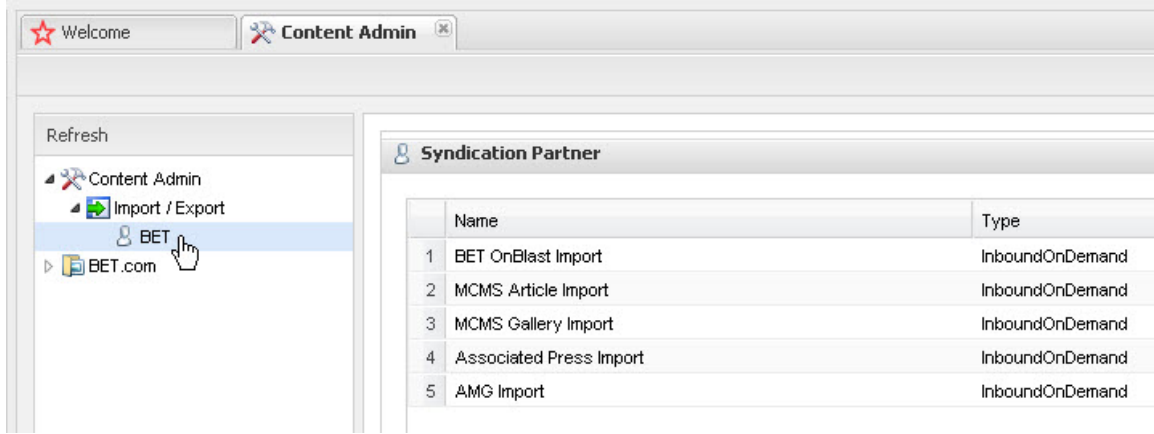 Welcome
Content Admin
Refresh
Content Admin
Import / Export
BET
BET.com
Syndication Partner
Name Type
1 BET OnBlast Import InboundOnDemand
2 MCMS Article Import InboundOnDemand
3 MCMS Gallery Import InboundOnDemand
4 Associated Press Import InboundOnDemand
5 AMG Import InboundOnDemand